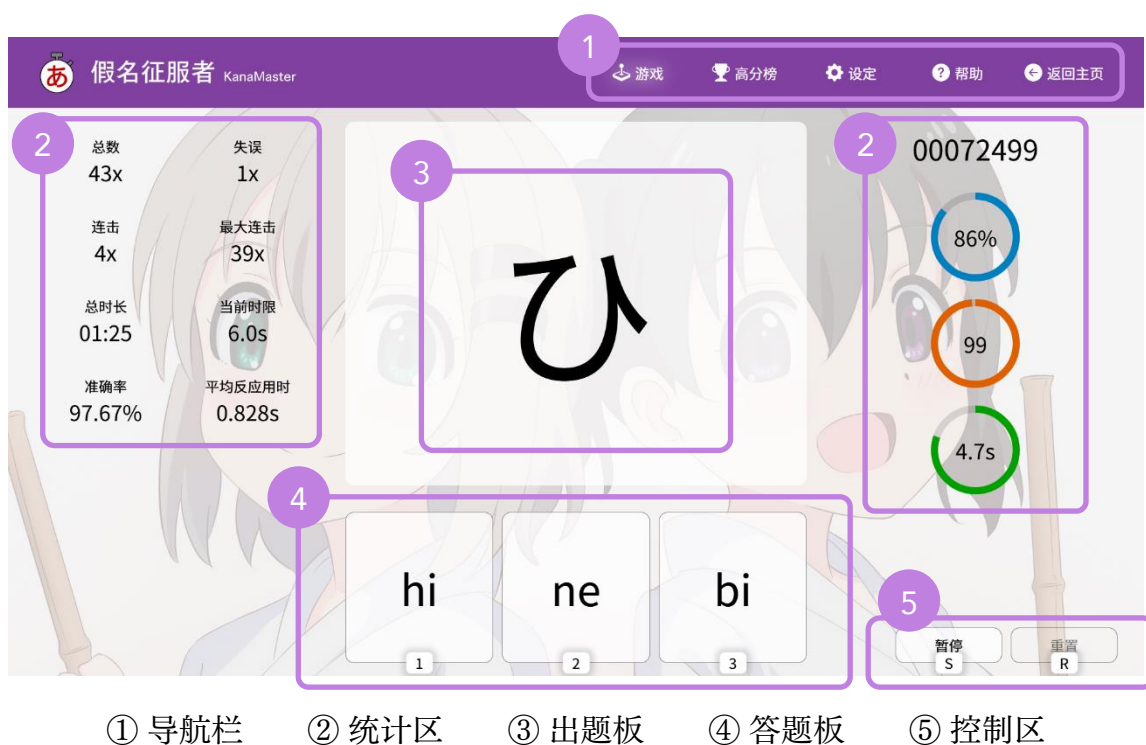 1
あ 假名征服者 KanaMaster
游戏 高分榜 设定 ? 帮助 返回主页
2
总数 失误
43x 1x
连击 最大连击
4x 39x
总时长 当前时限
01:25 6.0s
准确率 平均反应用时
97.67% 0.828s
3
ひ
2
00072499
86%
99
4.7s
4
hi ne bi
1 2 3
5
暂停 重置
S R
① 导航栏 ② 统计区 ③ 出题板 ④ 答题板 ⑤ 控制区